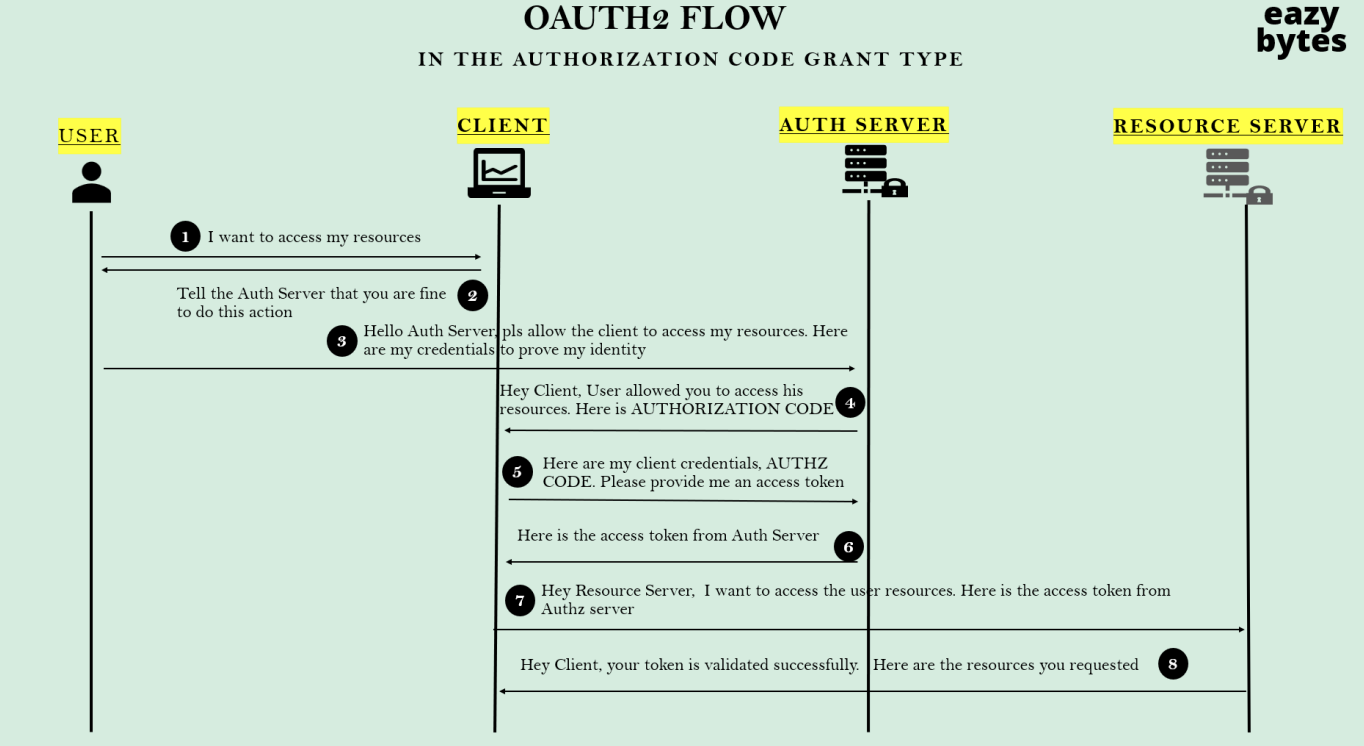 OAUTH2 FLOW
eazy
bytes
IN THE AUTHORIZATION CODE GRANT TYPE
USER
CLIENT
AUTH SERVER
RESOURCE SERVER
1 I want to access my resources
Tell the Auth Server that you are fine
to do this action
2
3
Hello Auth Server, pls allow the client to access my resources. Here
are my credentials to prove my identity
Hey Client, User allowed you to access his
resources. Here is AUTHORIZATION CODE
4
5
Here are my client credentials, AUTHZ
CODE. Please provide me an access token
Here is the access token from Auth Server
6
7
Hey Resource Server, I want to access the user resources. Here is the access token from
Authz server
Hey Client, your token is validated successfully. Here are the resources you requested
8